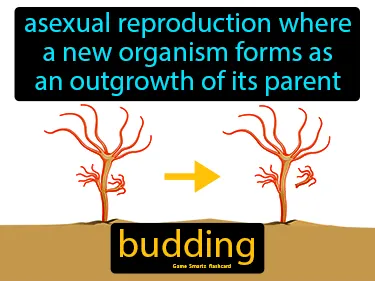 asexual reproduction where
a new organism forms as
an outgrowth of its parent
budding
Game Smartz flashcard